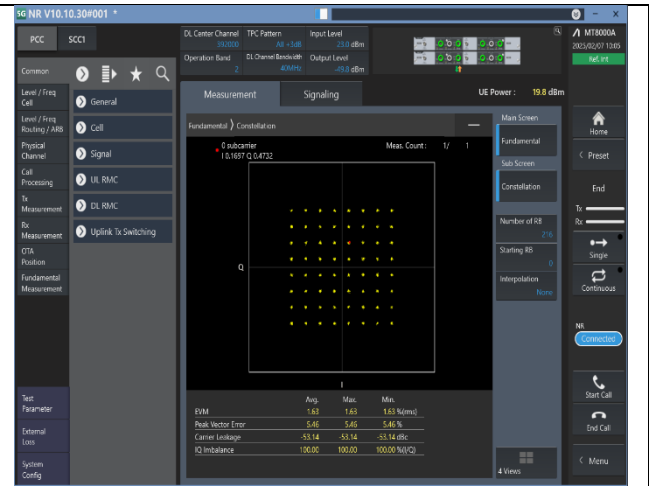 5G NR V10.10.30#001 *
PCC SCC1
DL Center Channel TPC Pattern Input Level
392000 All +3dB 23.0 dBm
Operation Band DL Channel Bandwidth Output Level
2 40MHz -49.8 dBm
MT8000A
2023/02/07 13:05
Ref. Int
Common
Level / Freq
Cell
Level / Freq
Routing / ARB
Physical
Channel
Call
Processing
Tx
Measurement
Rx
Measurement
OTA
Position
Fundamental
Measurement
Test
Parameter
External
Loss
System
Config
General
Cell
Signal
UL RMC
DL RMC
Uplink Tx Switching
Measurement Signaling
UE Power : 19.8 dBm
Fundamental Constellation
0 subcarrier Meas. Count : 1/ 1
I 0.1697 Q 0.4732
Q
I
Avg. Max. Min.
EVM 1.63 1.63 1.63 %(rms)
Peak Vector Error 5.46 5.46 5.46 %
Carrier Leakage -53.14 -53.14 -53.14 dBc
IQ Imbalance 100.00 100.00 100.00 %(I/Q)
Main Screen
Fundamental
Sub Screen
Constellation
Number of RB
216
Starting RB
0
Interpolation
None
4 Views
Home
Preset
End
Tx
Rx
Single
Continuous
NR
Connected
Start Call
End Call
Menu